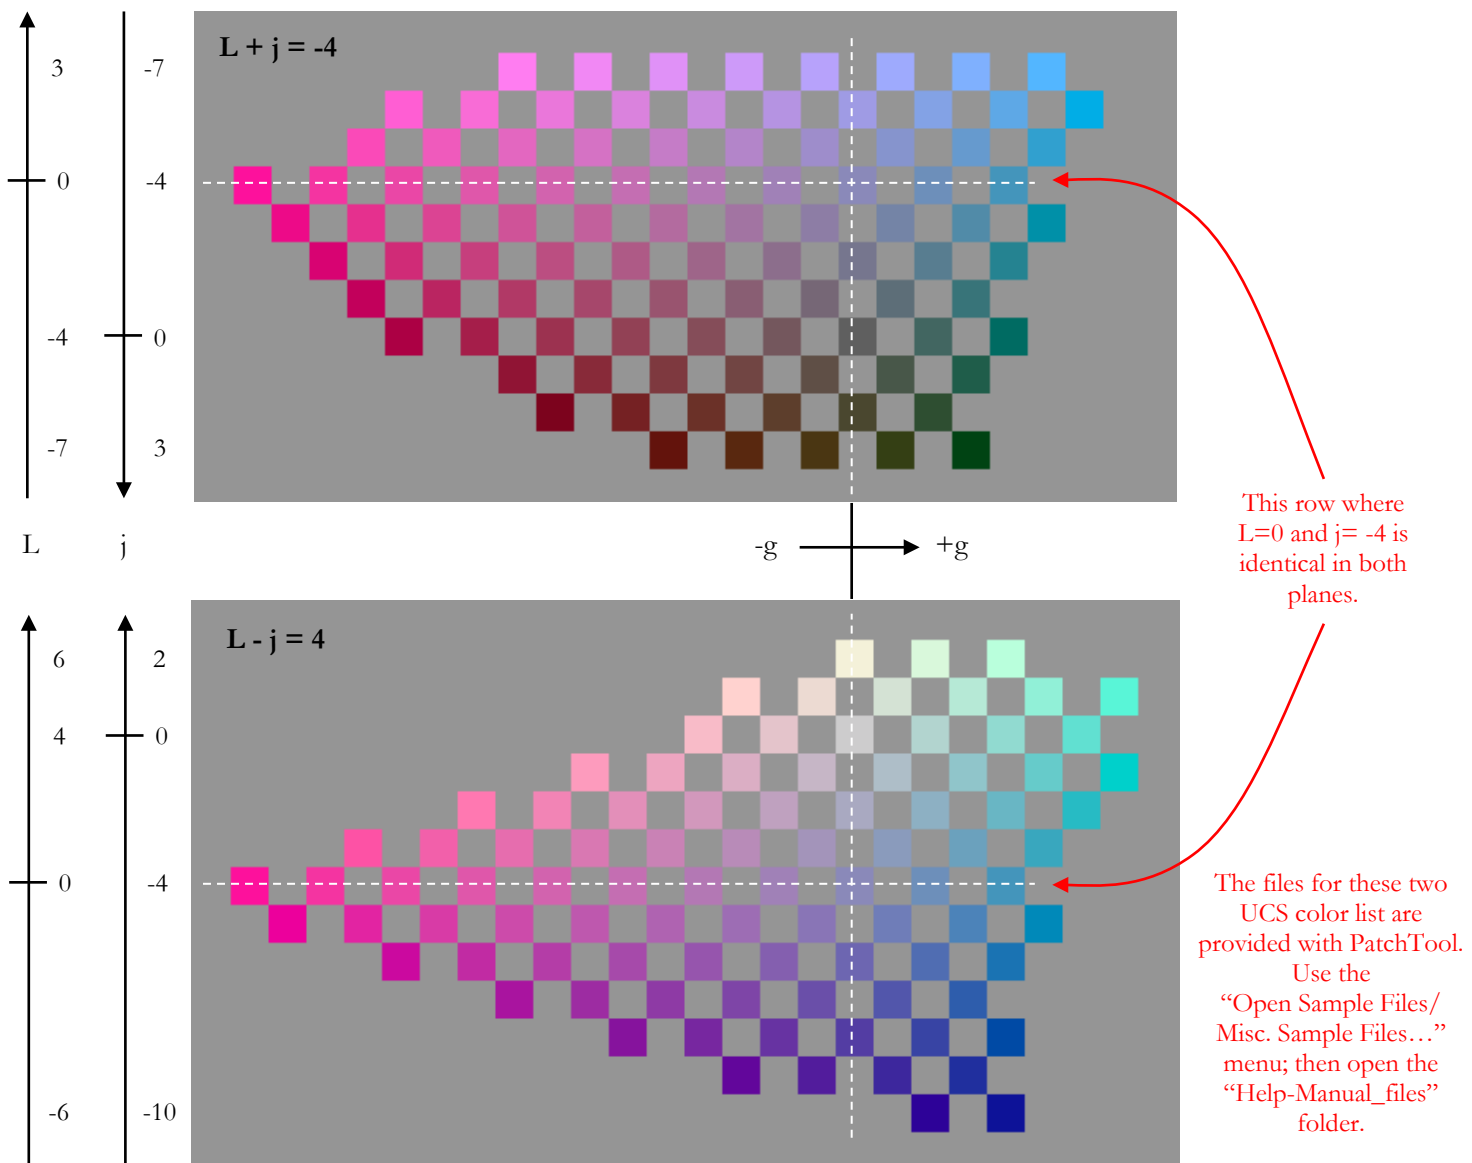 L + j = -4
3
-7
0
-4
-4
0
-7
3
L
j
-g
+g
This row where
L=0 and j= -4 is
identical in both
planes.
L - j = 4
6
2
4
0
0
-4
-6
-10
The files for these two
UCS color list are
provided with PatchTool.
Use the
“Open Sample Files/
Misc. Sample Files…”
menu; then open the
“Help-Manual_files”
folder.